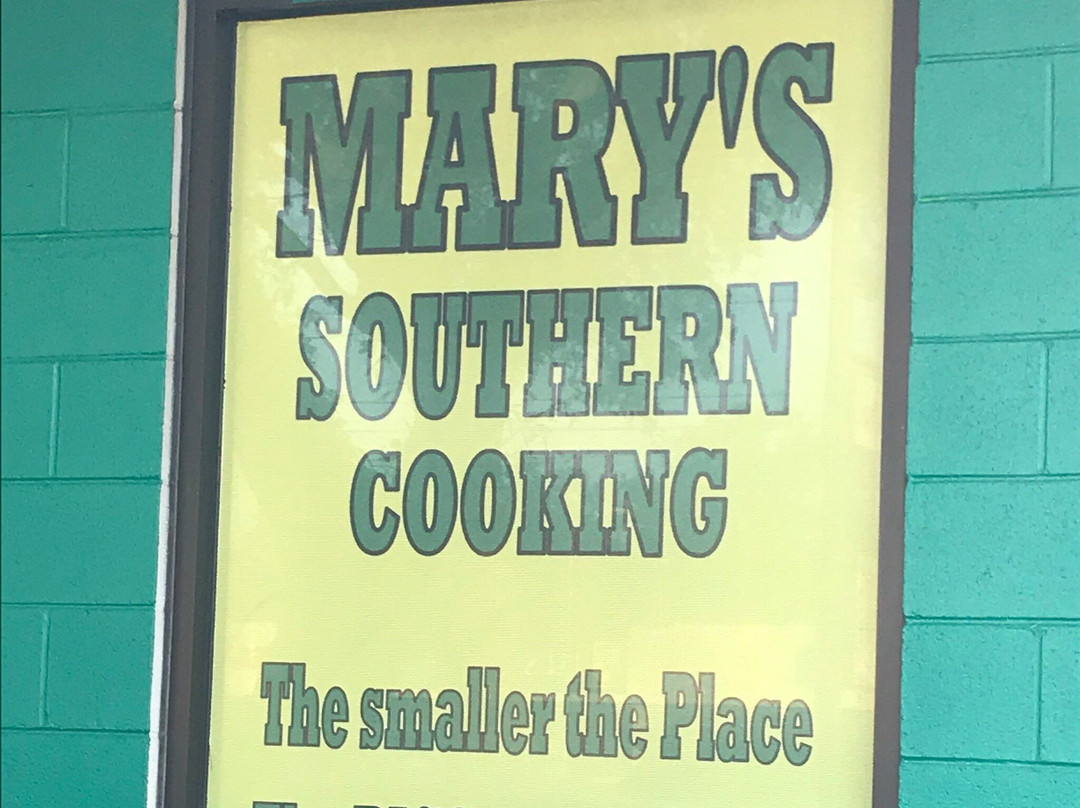 MARY'S
SOUTHERN
COOKING
The smaller the Place